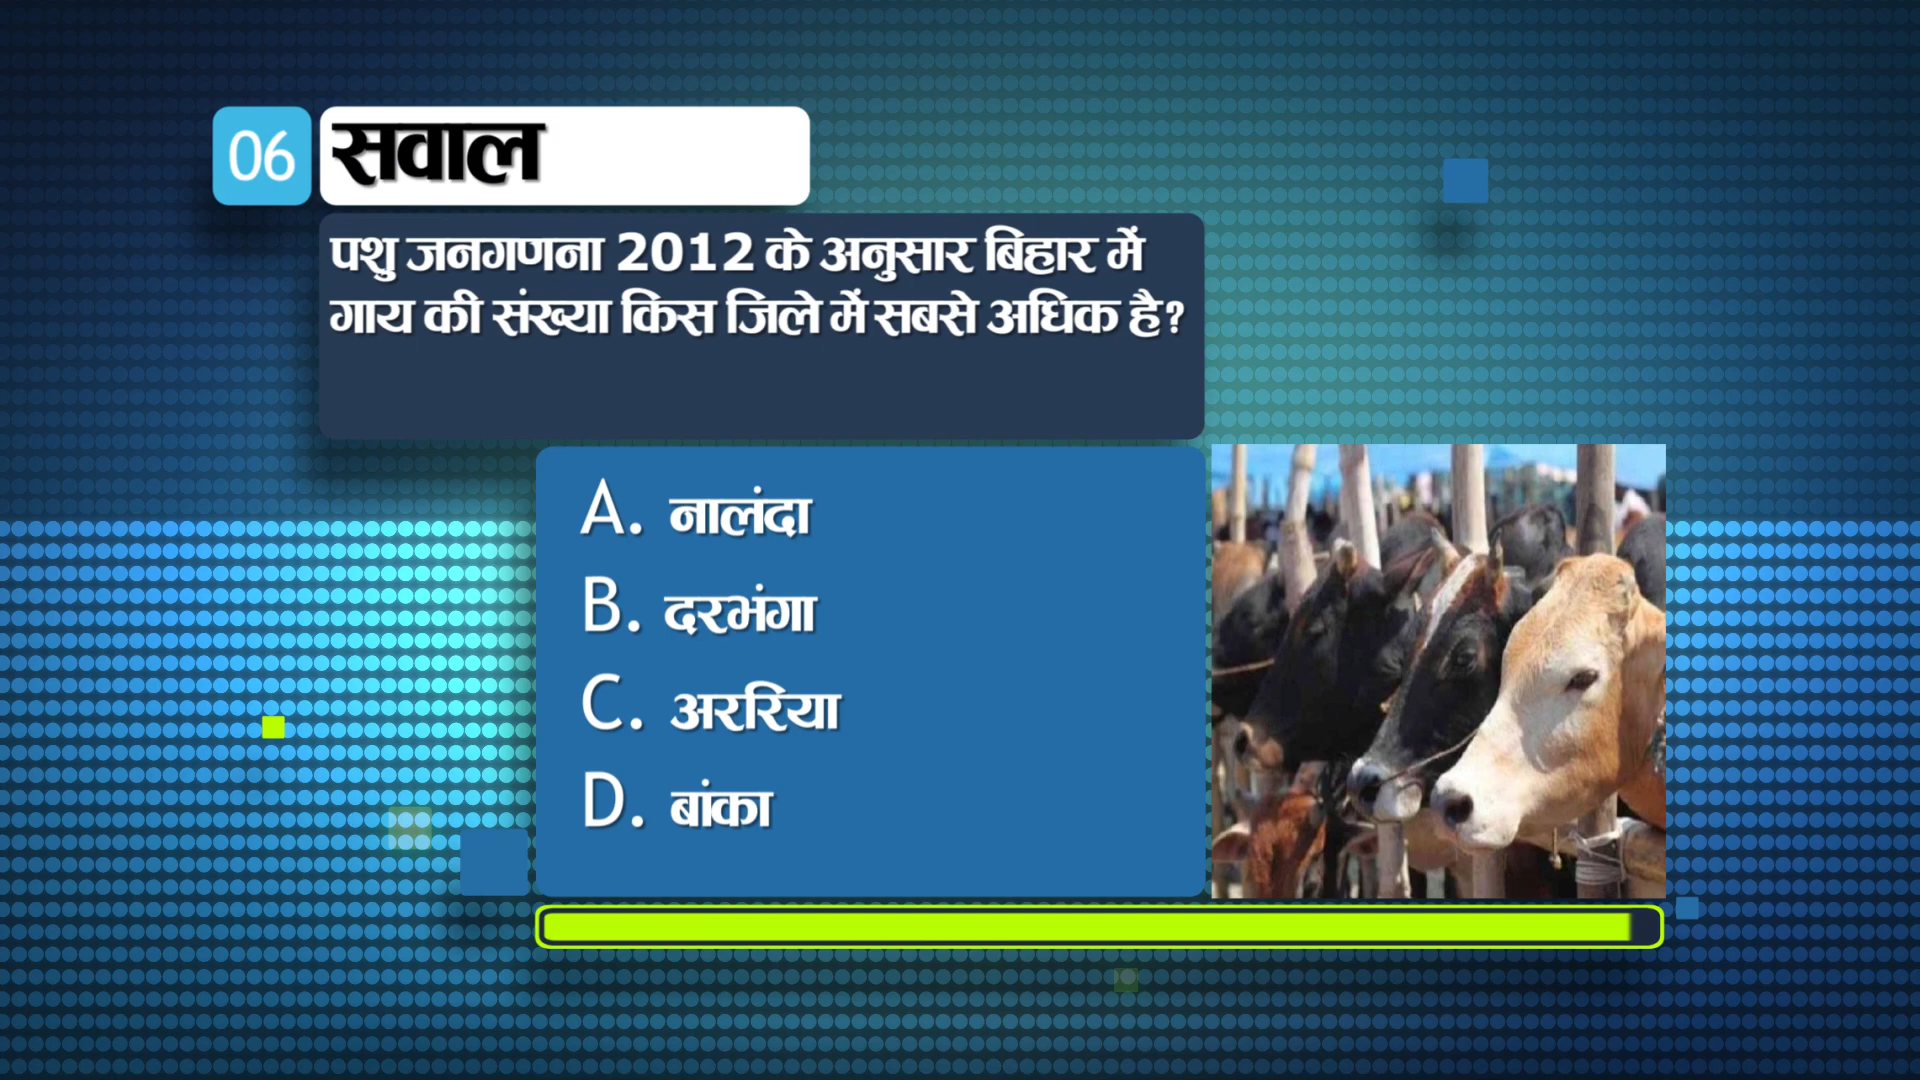 06 सवाल
पशु जनगणना 2012 के अनुसार बिहार में
गाय की संख्या किस जिले में सबसे अधिक है?
A. नालंदा
B. दरभंगा
C. अररिया
D. बांका